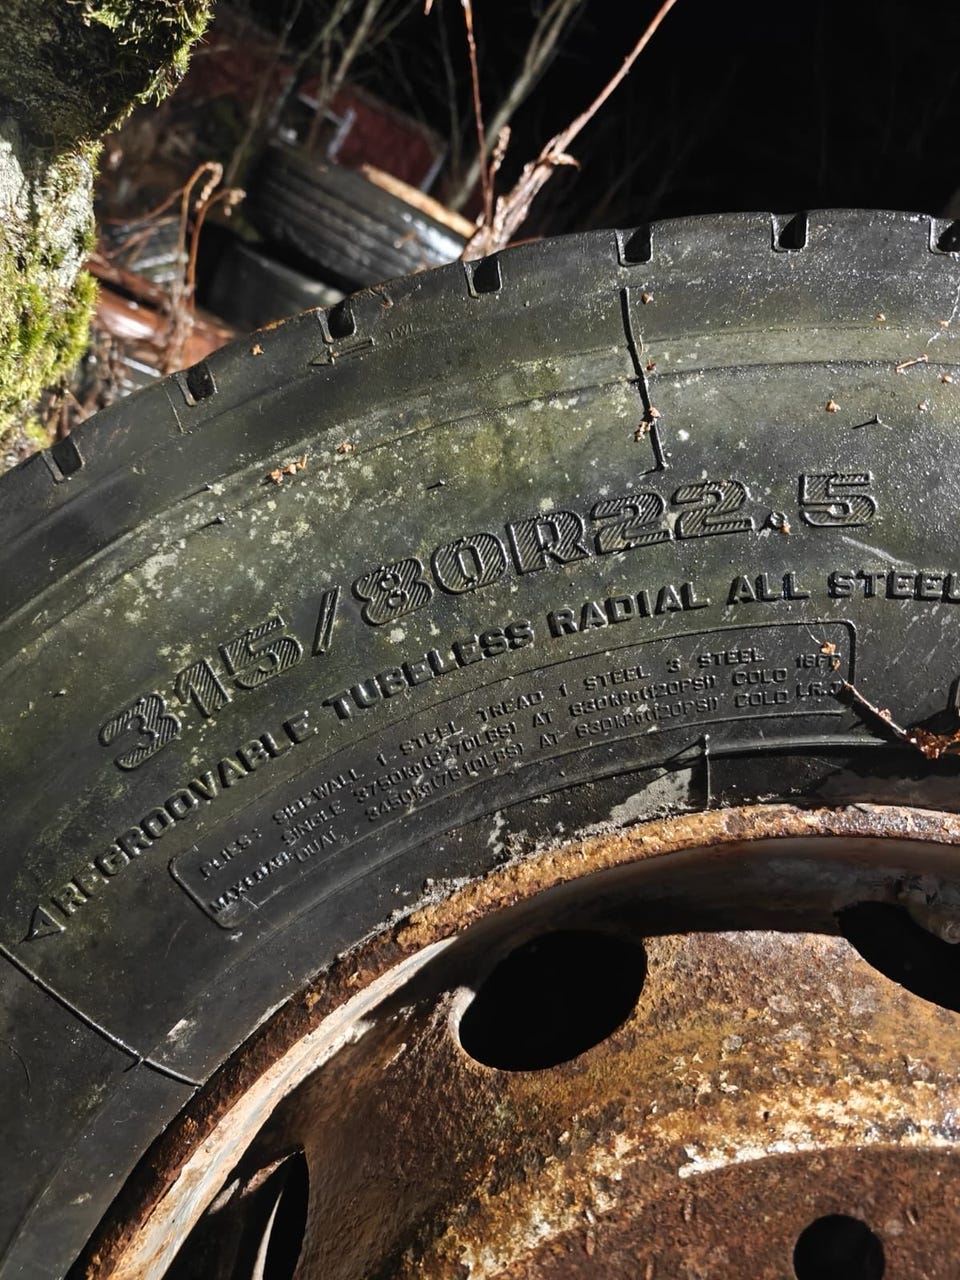 TWI
315/80R22.5
REGROOVABLE TUBELESS RADIAL ALL STEEL
PLIES: SIDEWALL 1 STEEL TREAD 1 STEEL 3 STEEL
SINGLE 3750kg(8270LBS) AT 830kPa(120PSI) COLD
MAX.LOAD: 3450kg(7610LBS) AT 830kPa(120PSI) COLD